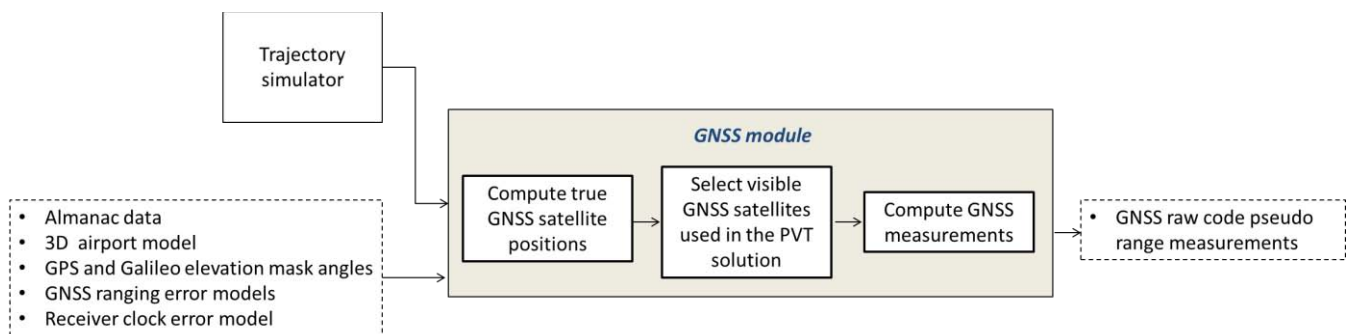 Trajectory
simulator
GNSS module
Compute true
GNSS satellite
positions
Select visible
GNSS satellites
used in the PVT
solution
Compute GNSS
measurements
• Almanac data
• 3D airport model
• GPS and Galileo elevation mask angles
• GNSS ranging error models
• Receiver clock error model
• GNSS raw code pseudo
range measurements